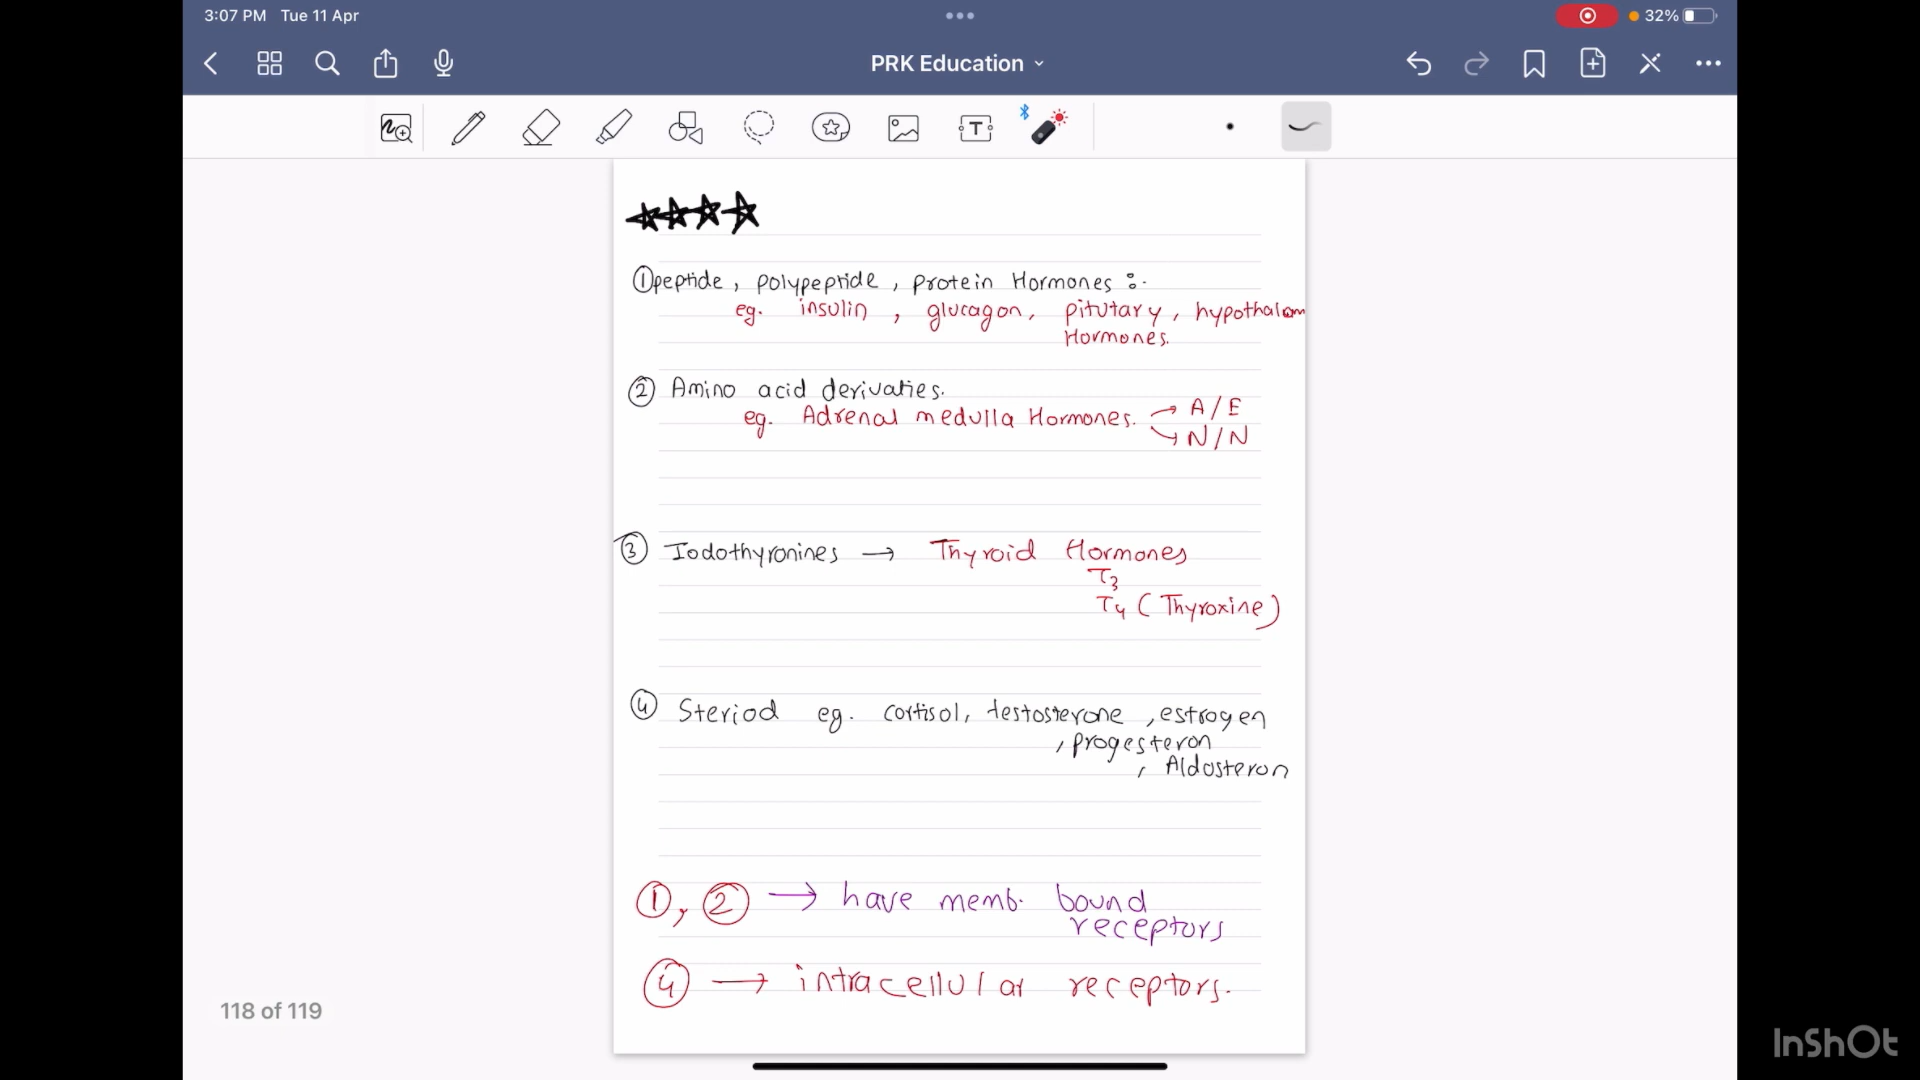 3:07 PM Tue 11 Apr
32%
PRK Education
①peptide, polypeptide, protein Hormones :-
eg. insulin, glucagon, pitutary, hypothalam
Hormones.
② Amino acid derivaties.
eg. Adrenal medulla Hormones. → A/E
→ N/N
③ Iodothyronines → Thyroid Hormones
T3
T4 (Thyroxine)
④ Steriod eg. cortisol, testosterone, estrogen
, progesteron
, Aldosteron
①, ② → have memb. bound
receptors
④ → intracellular receptors.
118 of 119
InShOt